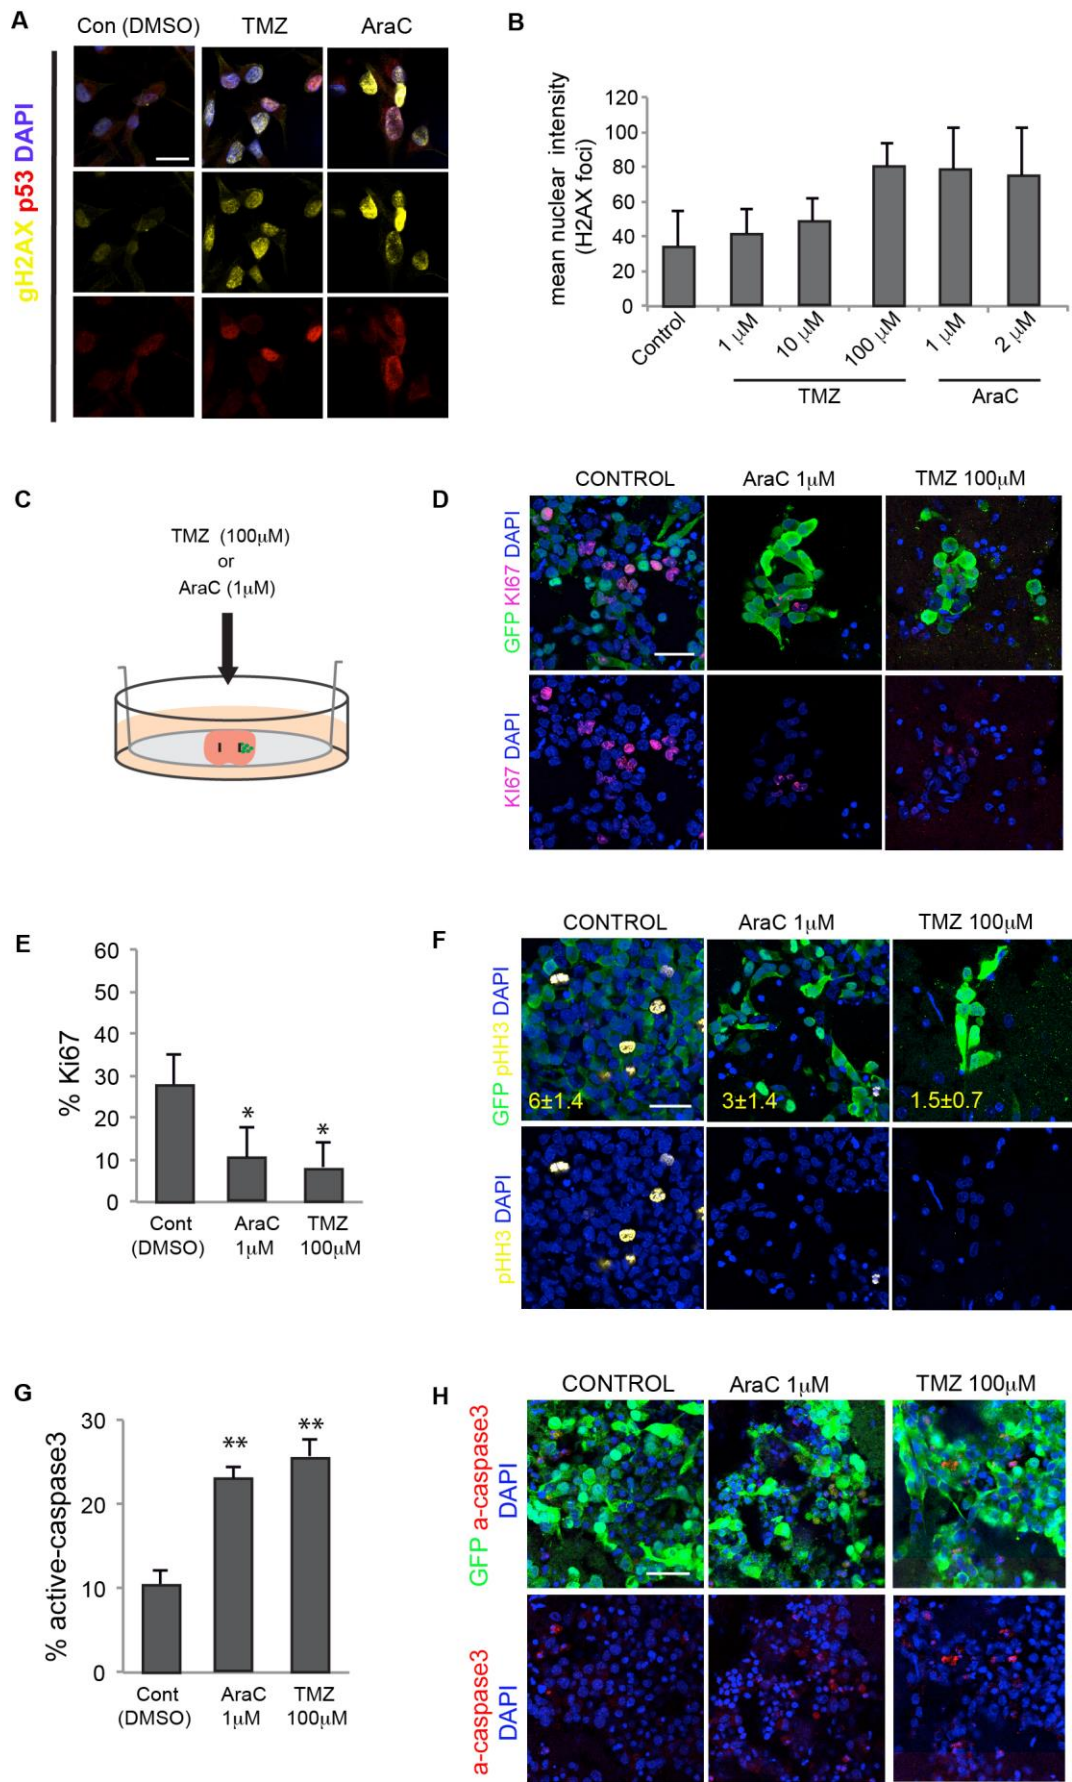 A
Con (DMSO) TMZ AraC
gH2AX p53 DAPI
B
mean nuclear intensity
(H2AX foci)
120
100
80
60
40
20
0
Control 1 μM 10 μM 100 μM 1 μM 2 μM
TMZ AraC
C
TMZ (100μM)
or
AraC (1μM)
D
CONTROL AraC 1μM TMZ 100μM
GFP KI67 DAPI
KI67 DAPI
E
% Ki67
60
50
40
30
20
10
0
* *
Cont AraC TMZ
(DMSO) 1μM 100μM
F
CONTROL AraC 1μM TMZ 100μM
GFP pHH3 DAPI
6±1.4 3±1.4 1.5±0.7
pHH3 DAPI
G
% active-caspase3
30
20
10
0
** **
Cont AraC TMZ
(DMSO) 1μM 100μM
H
CONTROL AraC 1μM TMZ 100μM
GFP a-caspase3
DAPI
a-caspase3
DAPI